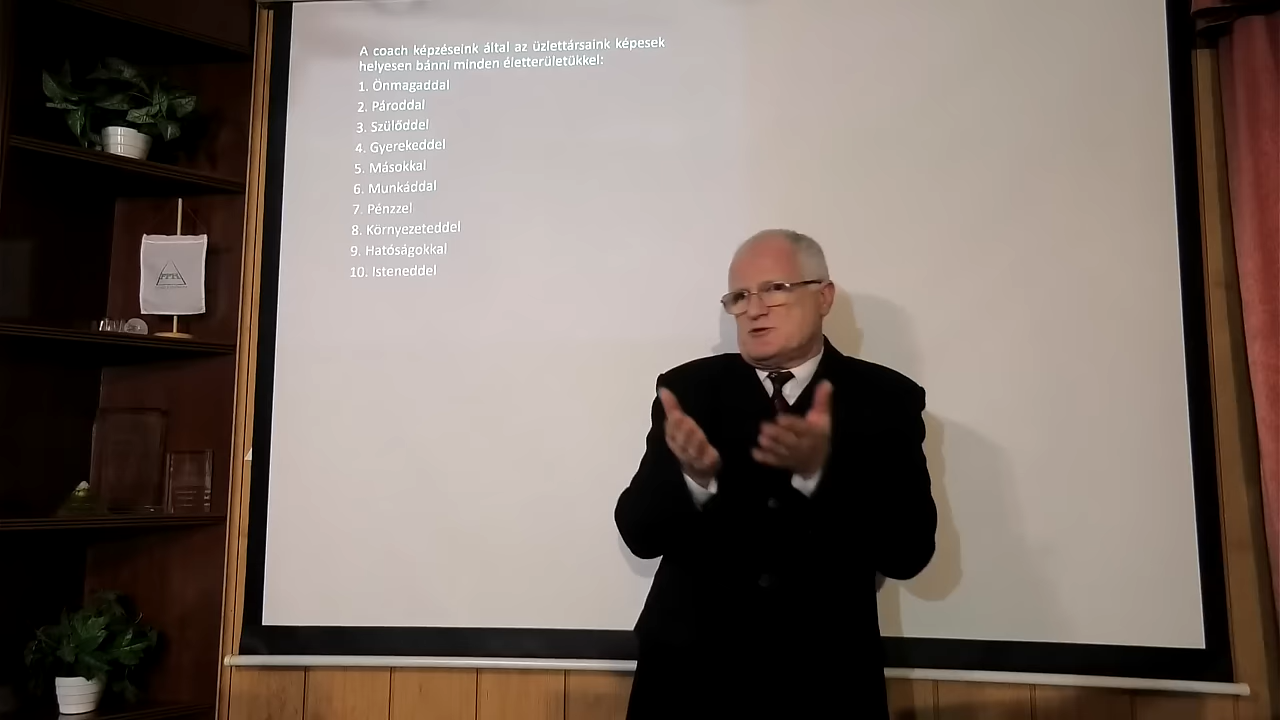 A coach képzéseink által az üzlettársaink képesek
helyesen bánni minden életterületükkel:
1. Önmagaddal
2. Pároddal
3. Szülőddel
4. Gyerekeddel
5. Másokkal
6. Munkáddal
7. Pénzzel
8. Környezeteddel
9. Hatóságokkal
10. Isteneddel